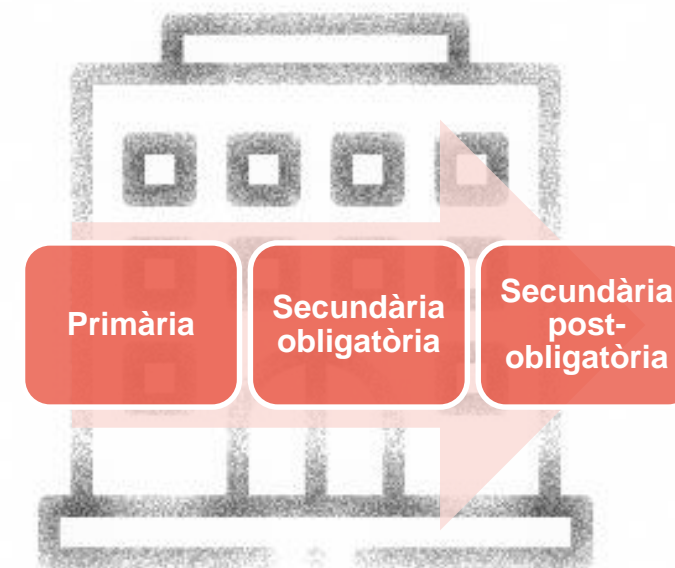 Primària
Secundària
obligatòria
Secundària
post-
obligatòria